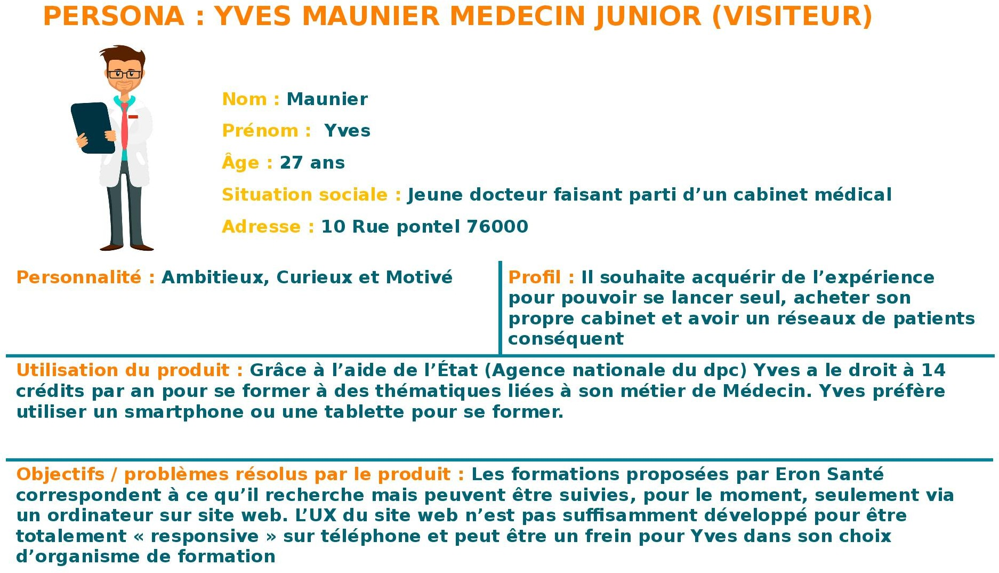 PERSONA : YVES MAUNIER MEDECIN JUNIOR (VISITEUR)
Nom : Maunier
Prénom :  Yves
Âge : 27 ans
Situation sociale : Jeune docteur faisant parti d’un cabinet médical
Adresse : 10 Rue pontel 76000
Personnalité : Ambitieux, Curieux et Motivé
Profil : Il souhaite acquérir de l’expérience
pour pouvoir se lancer seul, acheter son
propre cabinet et avoir un réseaux de patients
conséquent
Utilisation du produit : Grâce à l’aide de l’État (Agence nationale du dpc) Yves a le droit à 14
crédits par an pour se former à des thématiques liées à son métier de Médecin. Yves préfère
utiliser un smartphone ou une tablette pour se former.
Objectifs / problèmes résolus par le produit : Les formations proposées par Eron Santé
correspondent à ce qu’il recherche mais peuvent être suivies, pour le moment, seulement via
un ordinateur sur site web. L’UX du site web n’est pas suffisamment développé pour être
totalement « responsive » sur téléphone et peut être un frein pour Yves dans son choix
d’organisme de formation